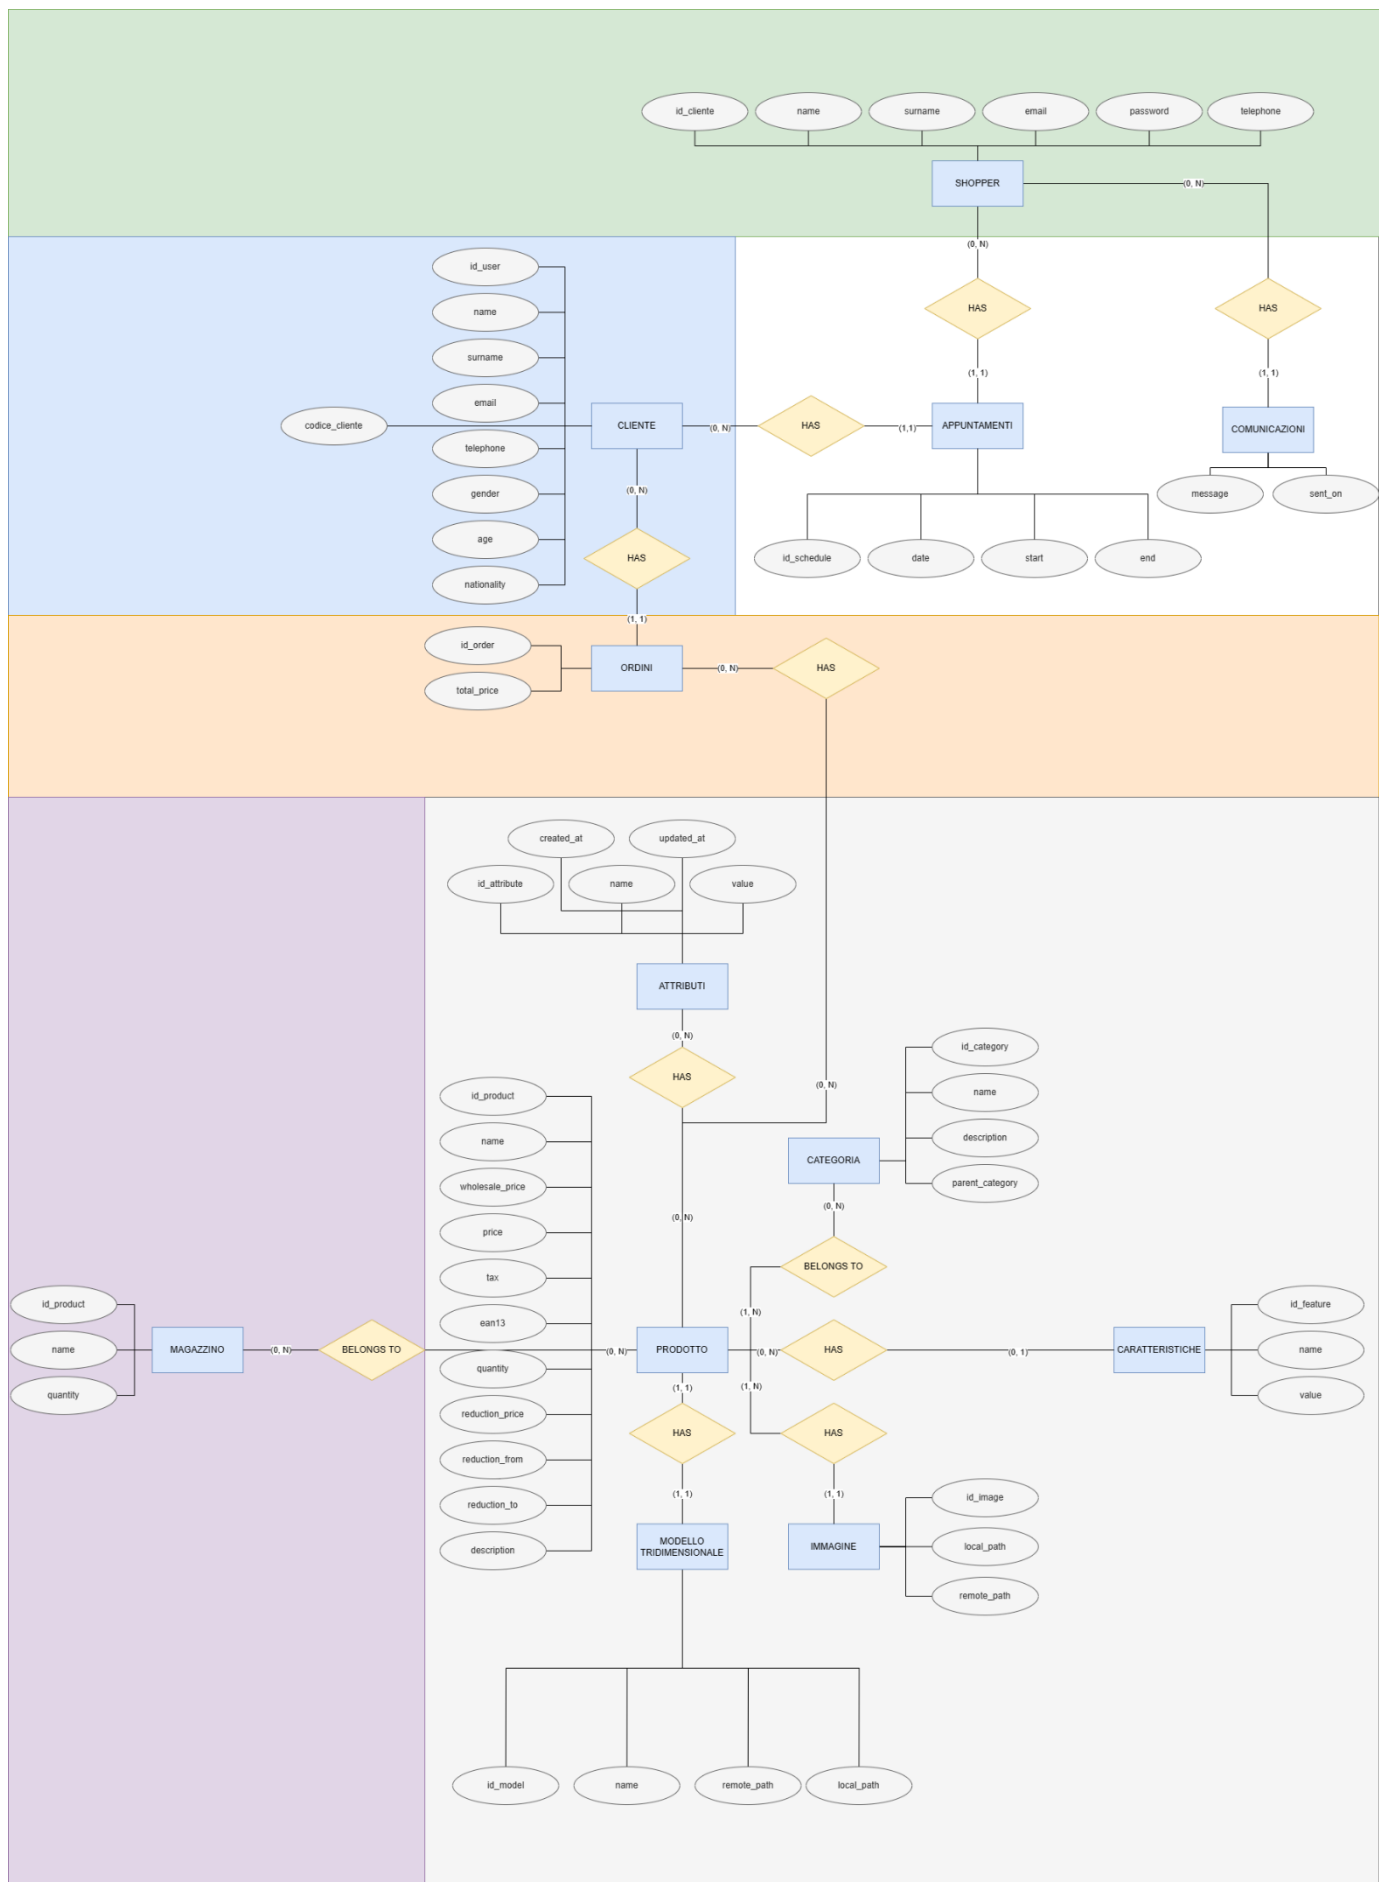 id_cliente
name
surname
email
password
telephone
SHOPPER
(0, N)
(0, N)
id_user
name
surname
email
codice_cliente
telephone
gender
age
nationality
CLIENTE
(0, N)
HAS
(1,1)
APPUNTAMENTI
HAS
(1, 1)
HAS
(1, 1)
COMUNICAZIONI
message
sent_on
id_schedule
date
start
end
(0, N)
HAS
(1, 1)
id_order
total_price
ORDINI
(0, N)
HAS
created_at
updated_at
id_attribute
name
value
ATTRIBUTI
(0, N)
HAS
(0, N)
id_category
name
description
parent_category
CATEGORIA
(0, N)
BELONGS TO
(1, N)
id_product
name
wholesale_price
price
tax
ean13
quantity
reduction_price
reduction_from
reduction_to
description
(0, N)
id_product
name
quantity
MAGAZZINO
(0, N)
BELONGS TO
(0, N)
PRODOTTO
(0, N)
HAS
(0, 1)
CARATTERISTICHE
id_feature
name
value
(1, 1)
HAS
(1, 1)
(1, N)
HAS
(1, 1)
MODELLO
TRIDIMENSIONALE
IMMAGINE
id_image
local_path
remote_path
id_model
name
remote_path
local_path